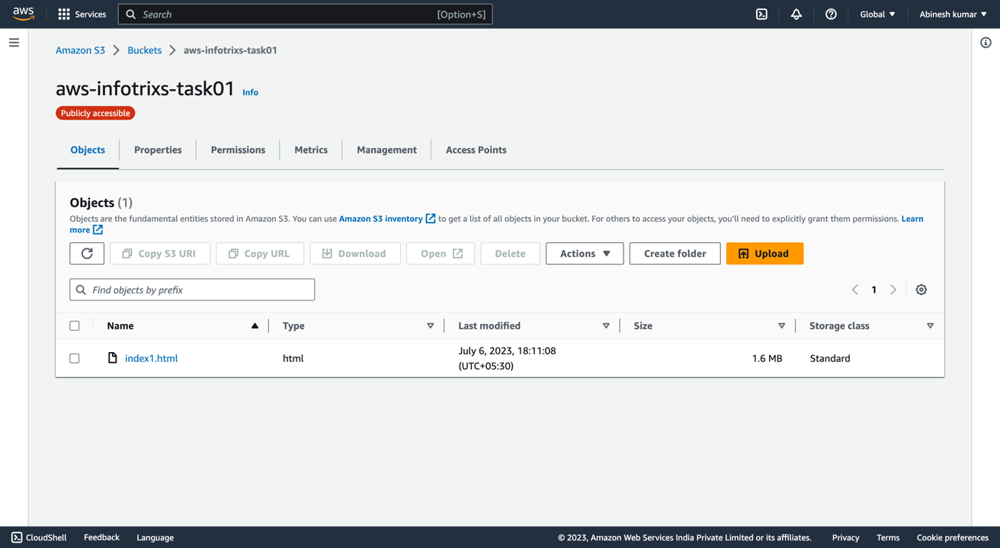 aws
Services
Search
[Option+S]
Global
Abinesh kumar
Amazon S3
Buckets
aws-infotrixs-task01
aws-infotrixs-task01
Info
Publicly accessible
Objects
Properties
Permissions
Metrics
Management
Access Points
Objects (1)
Objects are the fundamental entities stored in Amazon S3. You can use Amazon S3 inventory to get a list of all objects in your bucket. For others to access your objects, you'll need to explicitly grant them permissions. Learn
more
Copy S3 URI
Copy URL
Download
Open
Delete
Actions
Create folder
Upload
Find objects by prefix
1
Name
Type
Last modified
Size
Storage class
index1.html
html
July 6, 2023, 18:11:08
(UTC+05:30)
1.6 MB
Standard
CloudShell
Feedback
Language
© 2023, Amazon Web Services India Private Limited or its affiliates.
Privacy
Terms
Cookie preferences